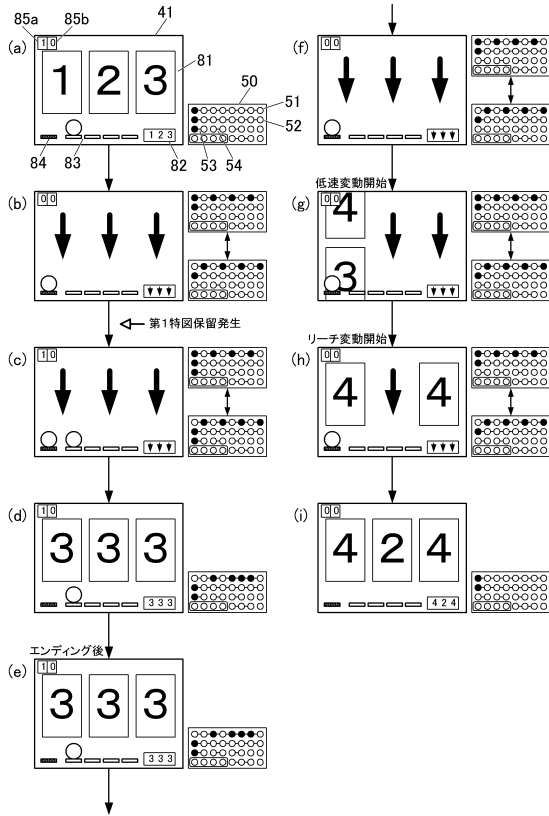 85a 85b 41
(a) 1 0
1 2 3 81
50
51
52
1 2 3
84 83 82 53 54
(b) 0 0
第1特図保留発生
(c) 1 0
(d) 1 0
3 3 3
3 3 3
エンディング後
(e) 1 0
3 3 3
3 3 3
(f) 0 0
低速変動開始
(g) 0 0
4
3
リーチ変動開始
(h) 0 0
4 4
(i) 0 0
4 2 4
4 2 4